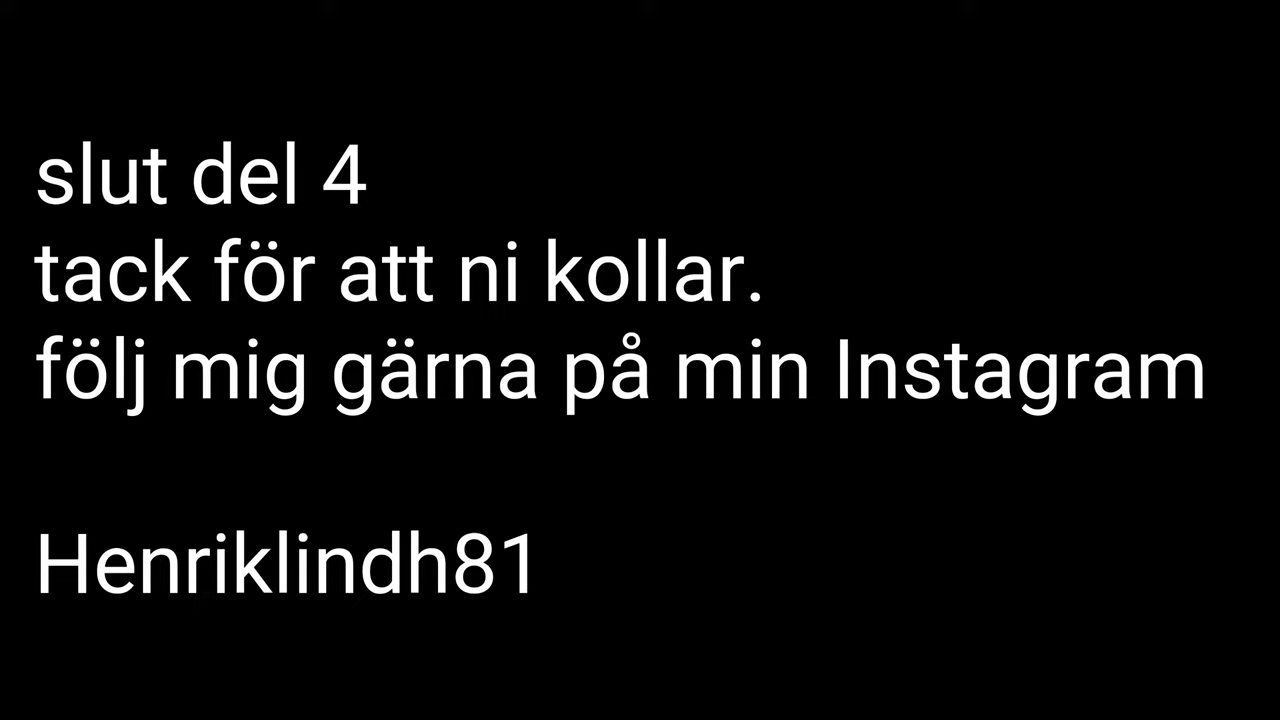 slut del 4
tack för att ni kollar.
följ mig gärna på min Instagram
Henriklindh81